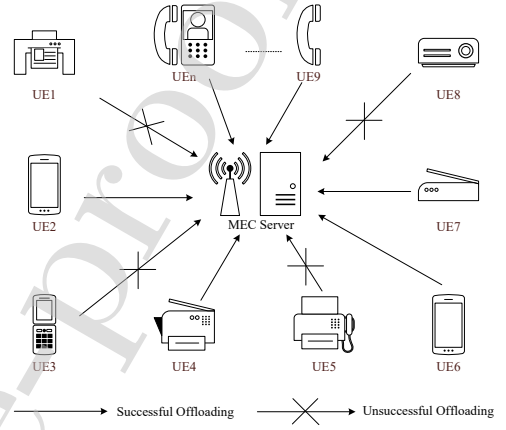 UEn
UE9
UE1
UE8
MEC Server
UE2
UE7
UE3
UE4
UE5
UE6
Successful Offloading
Unsuccessful Offloading